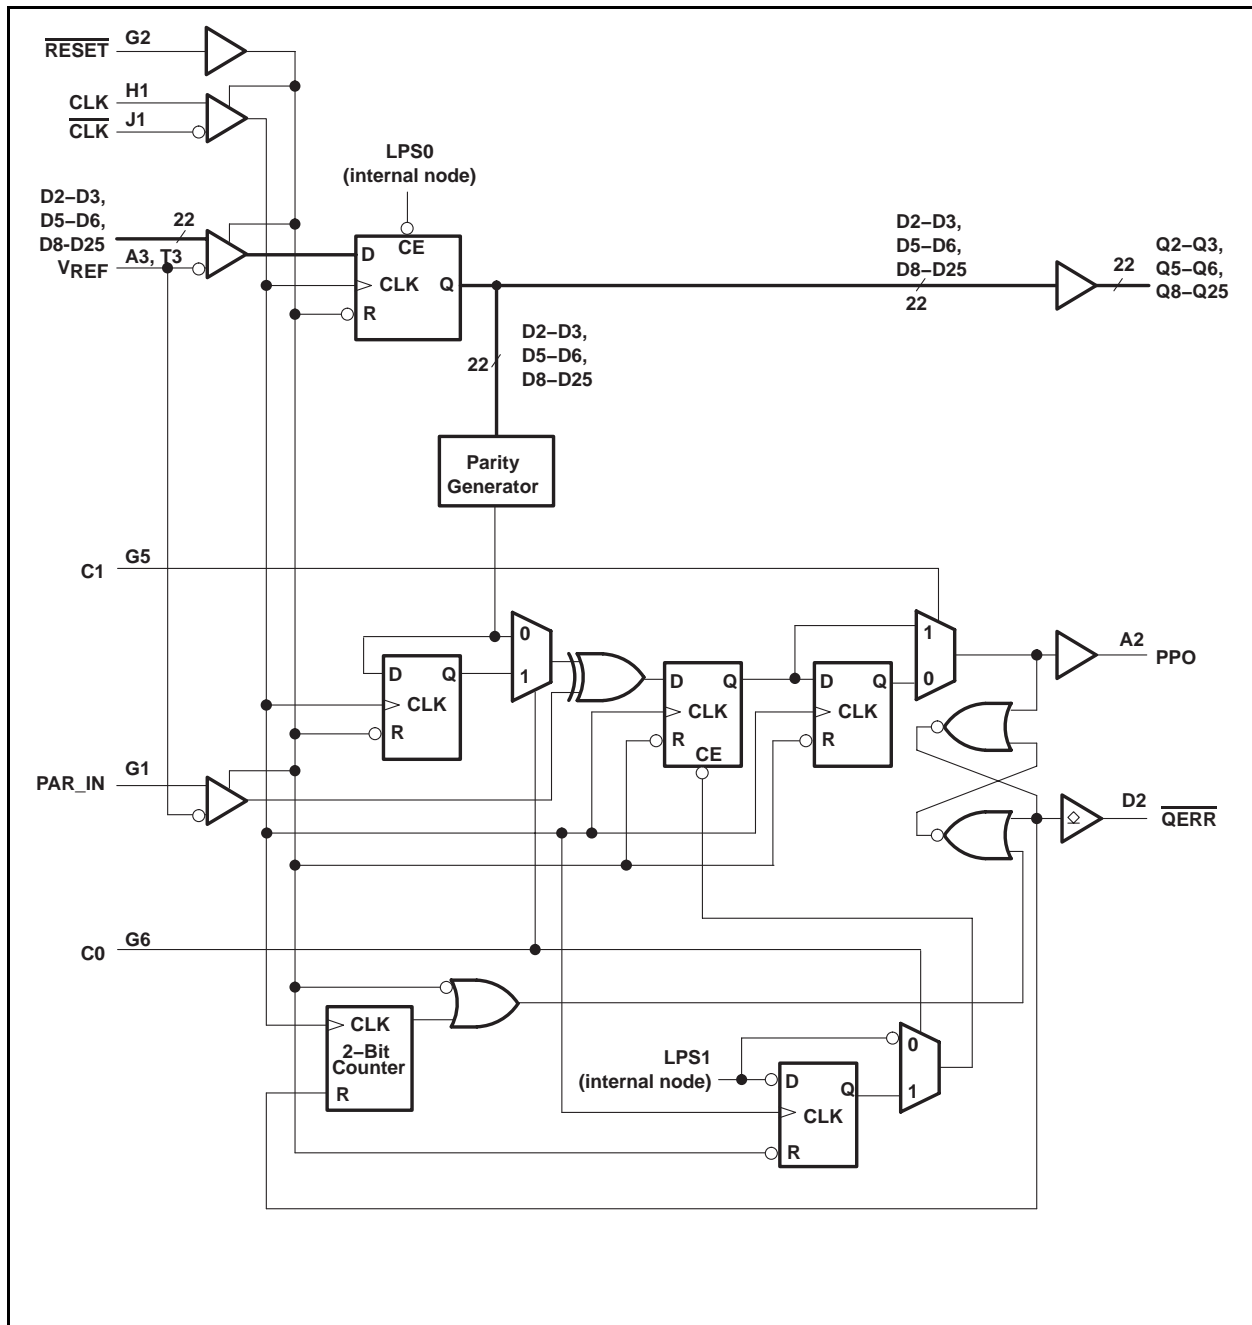 RESET G2
CLK H1
CLK J1
LPS0
(internal node)
D2–D3,
D5–D6,
D8-D25
22
VREF A3, T3
D CE
CLK Q
R
D2–D3,
D5–D6,
D8–D25
22
22
Q2–Q3,
Q5–Q6,
Q8–Q25
22
D2–D3,
D5–D6,
D8–D25
Parity
Generator
C1 G5
0
1
D Q
CLK
R
D Q
CLK
R
CE
D Q
CLK
R
1
0
A2 PPO
PAR_IN G1
D2 QERR
C0 G6
CLK
2–Bit
Counter
R
LPS1
(internal node)
D Q
CLK
R
0
1